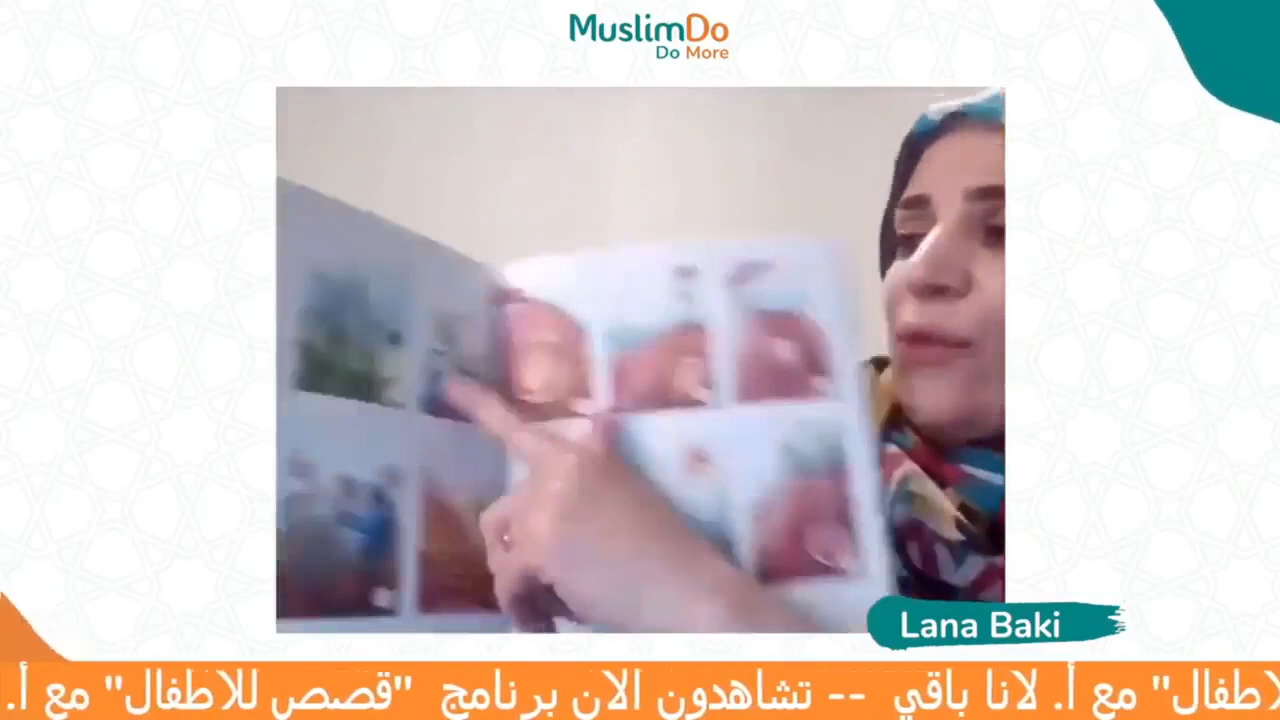 MuslimDo
Do More
Lana Baki
لاطفال" مع أ. لانا باقي -- تشاهدون الان برنامج "قصص للاطفال" مع أ.